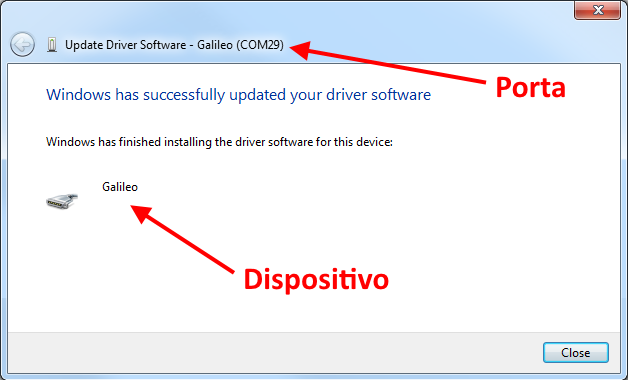 Update Driver Software - Galileo (COM29)
Porta
Windows has successfully updated your driver software
Windows has finished installing the driver software for this device:
Galileo
Dispositivo
Close